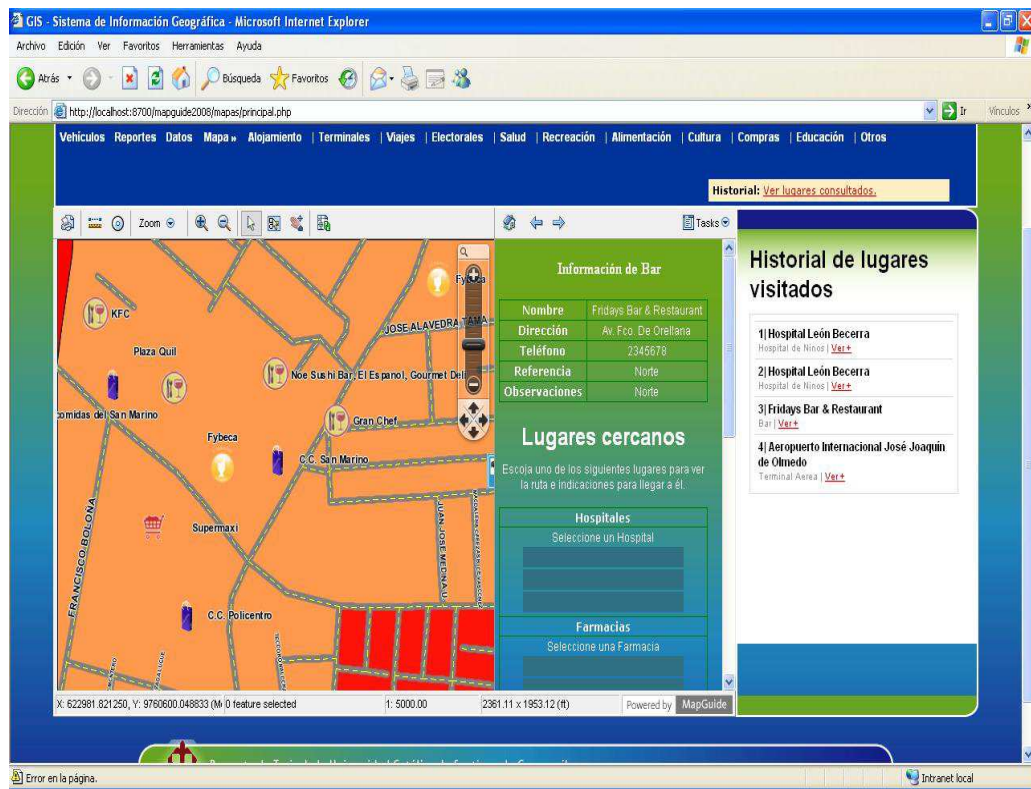 GIS - Sistema de Información Geográfica - Microsoft Internet Explorer
Archivo Edición Ver Favoritos Herramientas Ayuda
Atrás Búsqueda Favoritos
Dirección http://localhost:8700/mapguide2008/mapas/principal.php Ir Vínculos »
Vehículos Reportes Datos Mapa » Alojamiento | Terminales | Viajes | Electorales | Salud | Recreación | Alimentación | Cultura | Compras | Educación | Otros
Historial: Ver lugares consultados.
Zoom
Tasks
Fybeca
KFC
JOSE ALAVEDRA TAMA
Plaza Quil
Noe Sushi Bar, El Espanol, Gourmet Deli
comidas del San Marino
Gran Chef
Fybeca
C.C. San Marino
FRANCISCO BOLOÑA
JUAN JOSE MEDINA U.
Supermaxi
C.C. Policentro
Información de Bar
Nombre Fridays Bar & Restaurant
Dirección Av. Fco. De Orellana
Teléfono 2345678
Referencia Norte
Observaciones Norte
Lugares cercanos
Escoja uno de los siguientes lugares para ver
la ruta e indicaciones para llegar a él.
Hospitales
Seleccione un Hospital
Farmacias
Seleccione una Farmacia
Historial de lugares
visitados
1| Hospital León Becerra
Hospital de Ninos | Ver+
2| Hospital León Becerra
Hospital de Ninos | Ver+
3| Fridays Bar & Restaurant
Bar | Ver+
4| Aeropuerto Internacional José Joaquín
de Olmedo
Terminal Aerea | Ver+
X: 622981.821250, Y: 9760600.048833 (M 0 feature selected 1: 5000.00 2361.11 x 1953.12 (ft) Powered by MapGuide
Error en la página. Intranet local